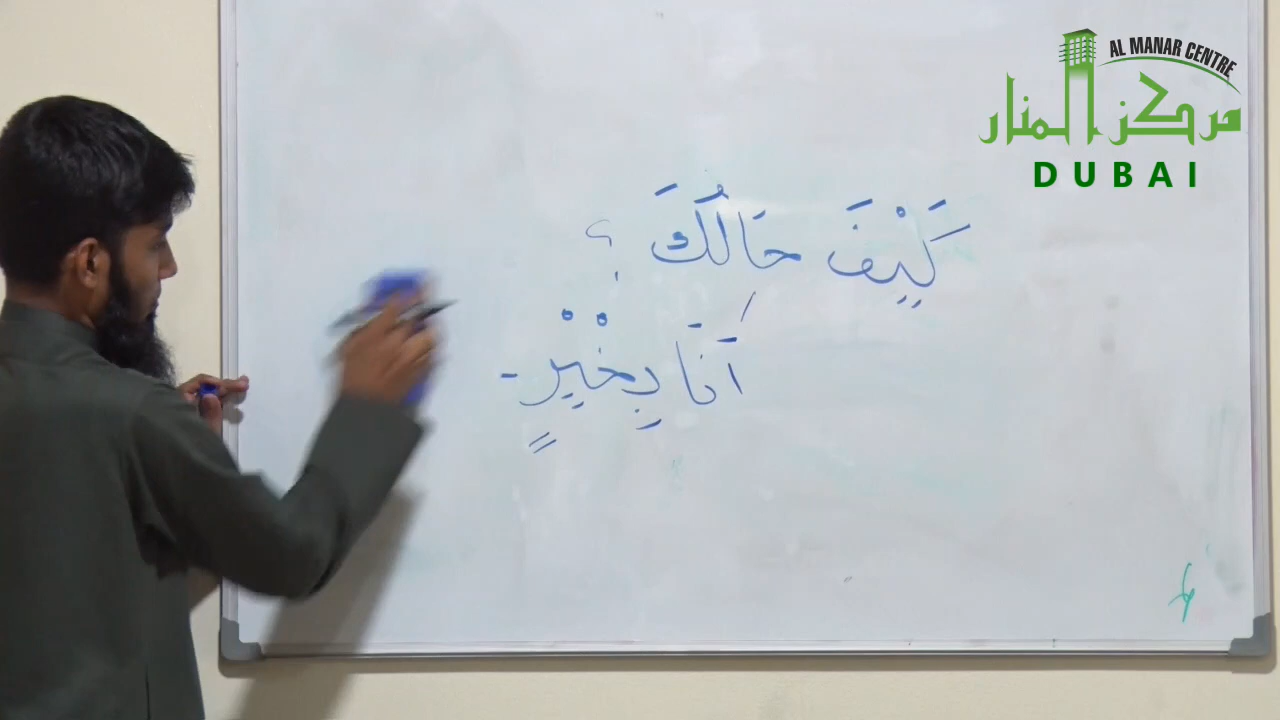 AL MANAR CENTRE
مركز المنار
DUBAI
كَيْفَ حَالُكَ ؟
أَنَا بِخْيْرٍ -